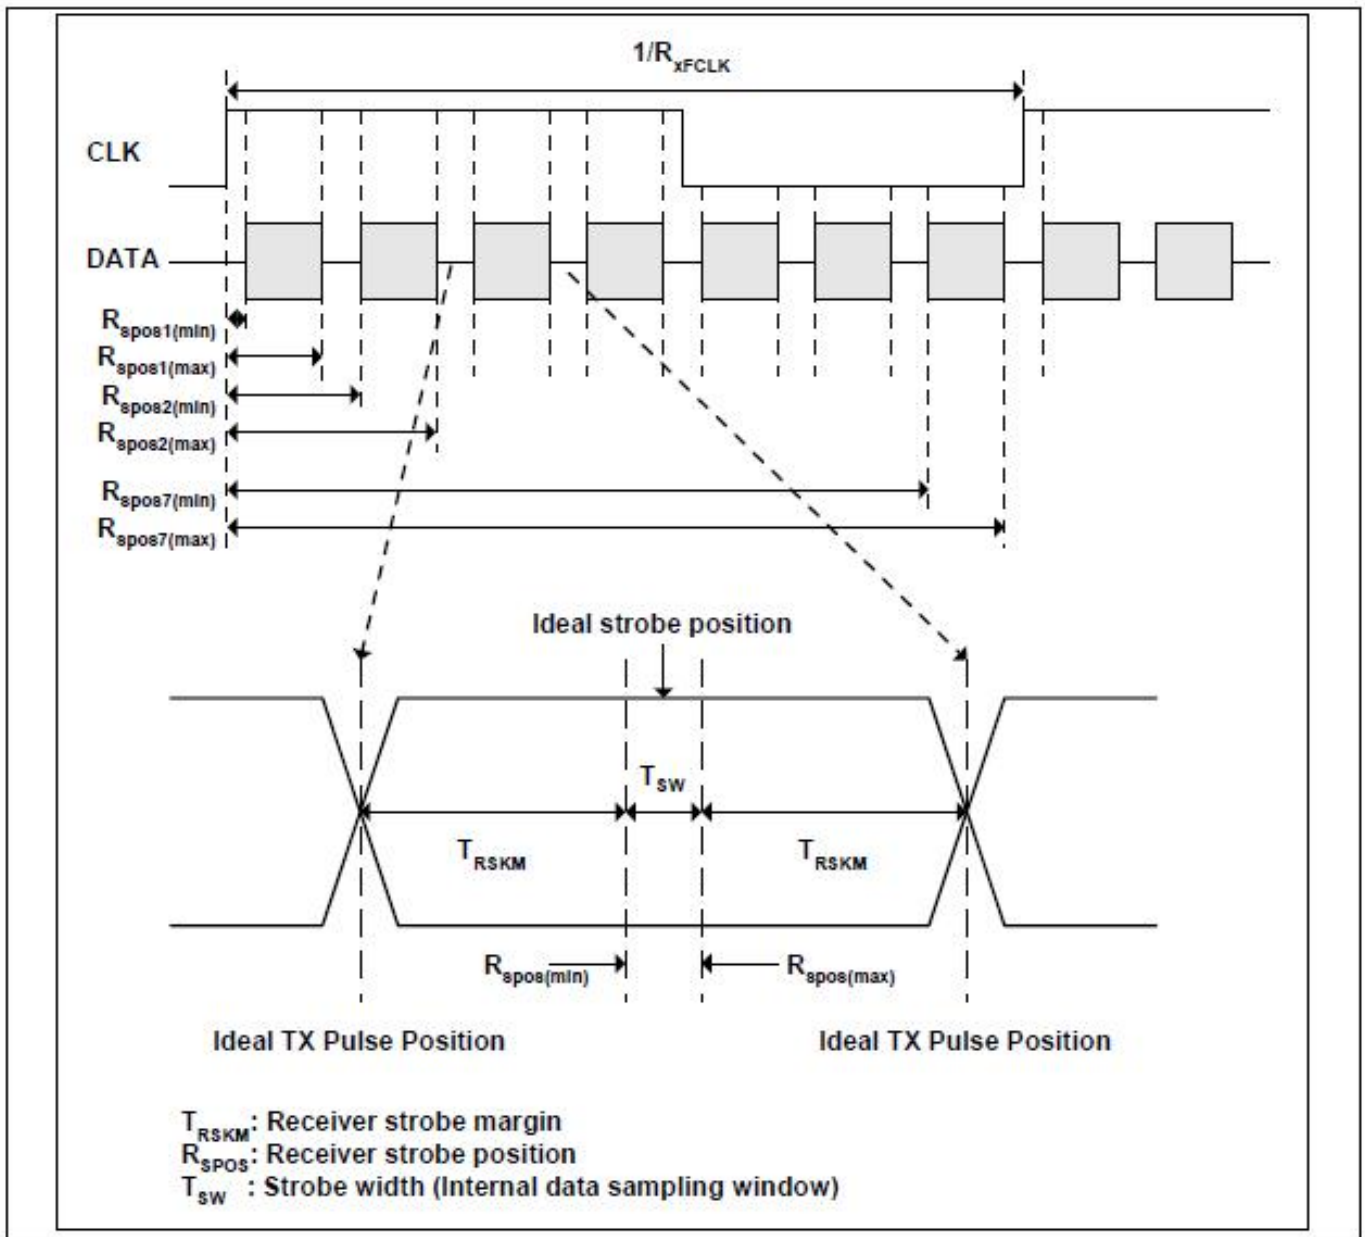 1/RxFCLK
CLK
DATA
Rspos1(min)
Rspos1(max)
Rspos2(min)
Rspos2(max)
Rspos7(min)
Rspos7(max)
Ideal strobe position
TSW
TRSKM TRSKM
Rspos(min) Rspos(max)
Ideal TX Pulse Position Ideal TX Pulse Position
TRSKM: Receiver strobe margin
RSPOS: Receiver strobe position
TSW : Strobe width (Internal data sampling window)